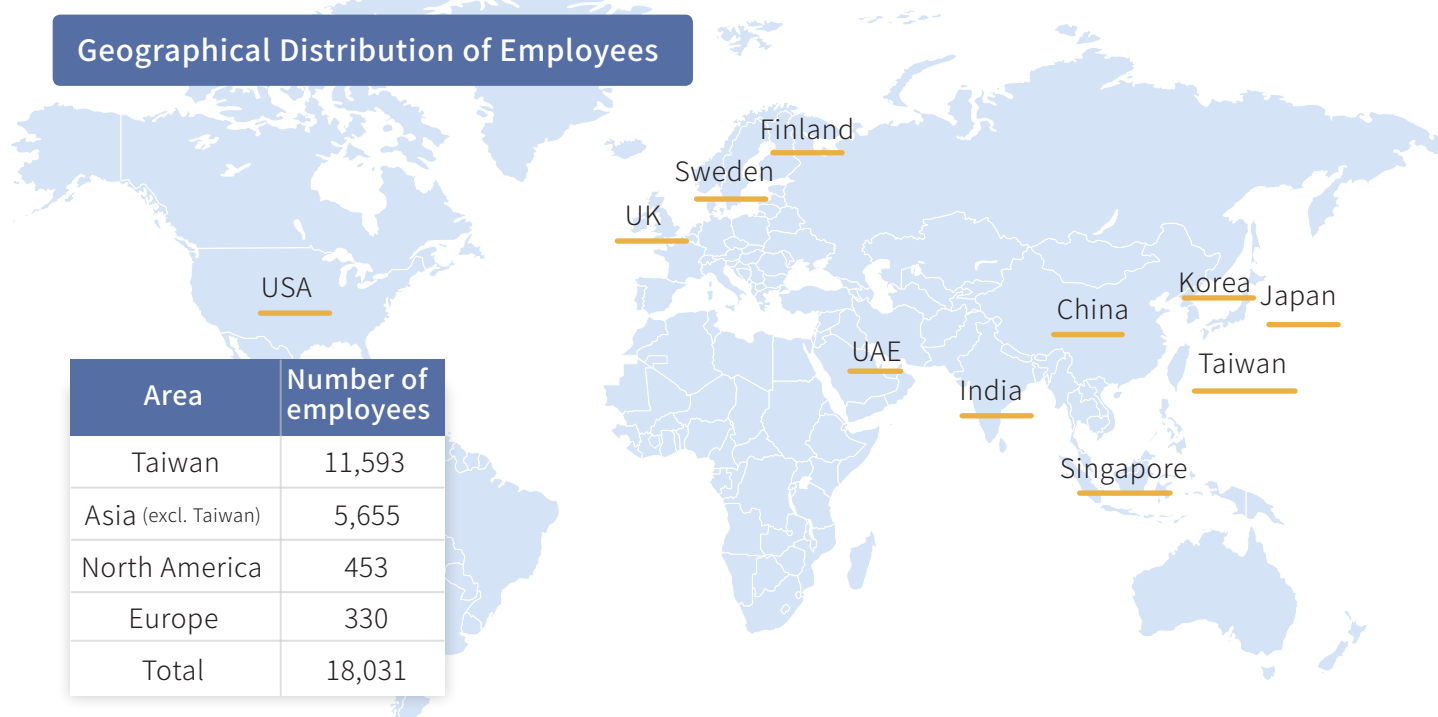 Geographical Distribution of Employees
Finland
Sweden
UK
USA
Korea
Japan
China
UAE
Taiwan
India
Singapore
Area
Number of
employees
Taiwan
11,593
Asia (excl. Taiwan)
5,655
North America
453
Europe
330
Total
18,031